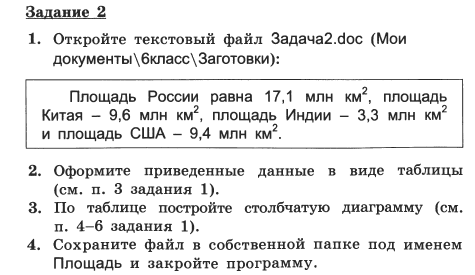 Задание 2
1. Откройте текстовый файл Задача2.doc (Мои
документы\6класс\Заготовки):
Площадь России равна 17,1 млн км², площадь
Китая – 9,6 млн км², площадь Индии – 3,3 млн км²
и площадь США – 9,4 млн км².
2. Оформите приведенные данные в виде таблицы
(см. п. 3 задания 1).
3. По таблице постройте столбчатую диаграмму (см.
п. 4–6 задания 1).
4. Сохраните файл в собственной папке под именем
Площадь и закройте программу.